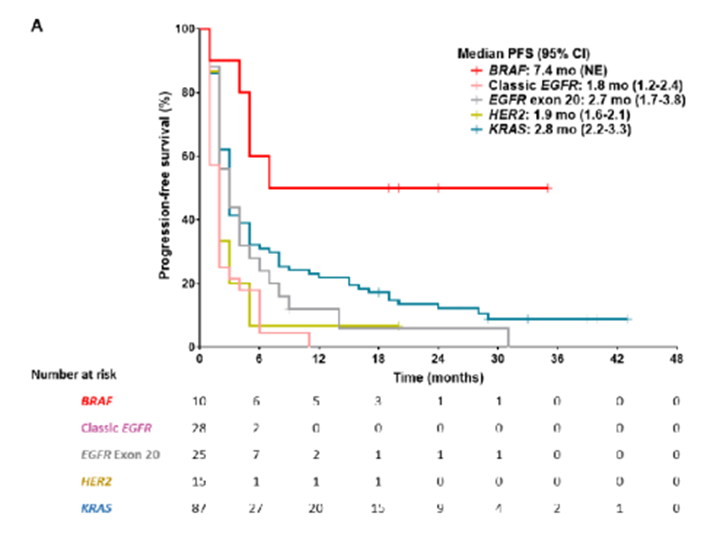 A
Median PFS (95% CI)
BRAF: 7.4 mo (NE)
Classic EGFR: 1.8 mo (1.2-2.4)
EGFR exon 20: 2.7 mo (1.7-3.8)
HER2: 1.9 mo (1.6-2.1)
KRAS: 2.8 mo (2.2-3.3)
Progression-free survival (%)
100
80
60
40
20
0
0 6 12 18 24 30 36 42 48
Time (months)
Number at risk
BRAF 10 6 5 3 1 1 0 0 0
Classic EGFR 28 2 0 0 0 0 0 0 0
EGFR Exon 20 25 7 2 1 1 1 0 0 0
HER2 15 1 1 1 0 0 0 0 0
KRAS 87 27 20 15 9 4 2 1 0